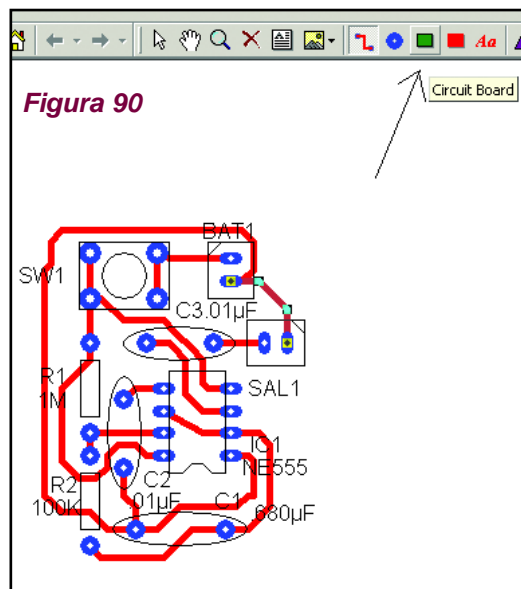 Aa
Circuit Board
Figura 90
BAT1
SW1
C3.01µF
SAL1
R1
1M
IC1
NE555
C2
.01µF
R2
100K
C1
.680µF